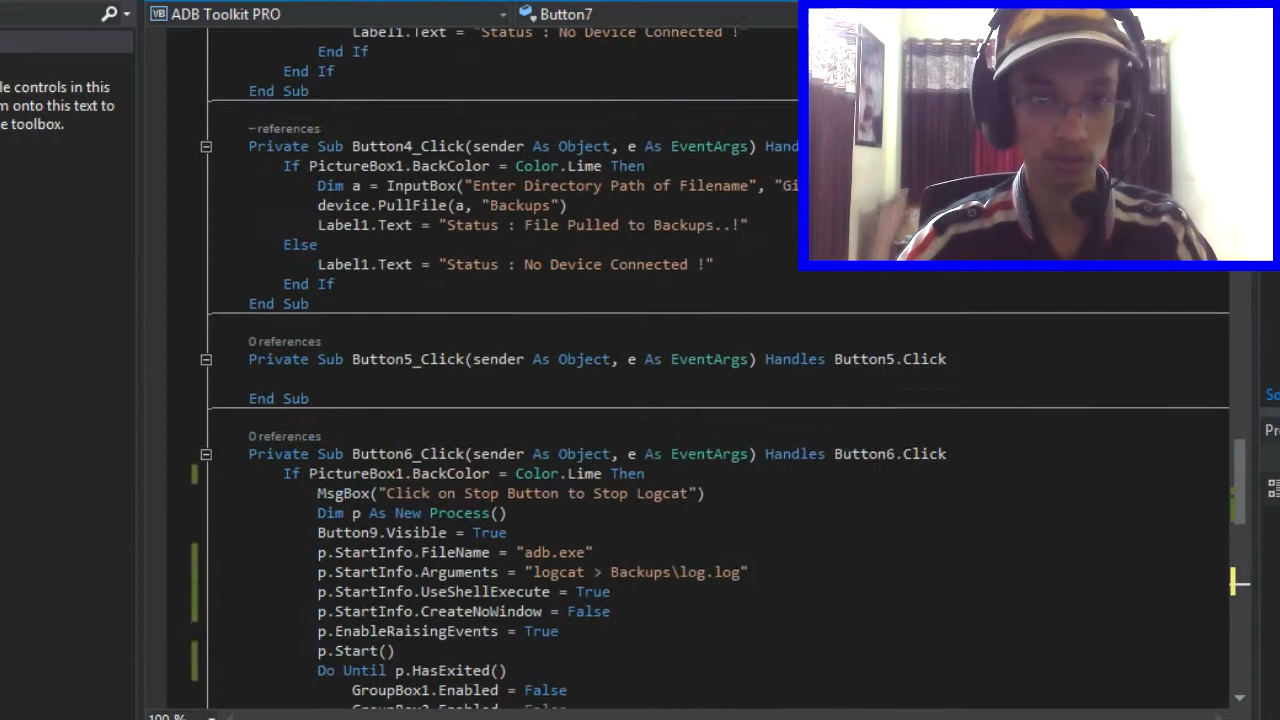 ADB Toolkit PRO
Button7
Label1.Text = "Status : No Device Connected !"
End If
End If
End Sub
le controls in this
m onto this text to
e toolbox.
– references
Private Sub Button4_Click(sender As Object, e As EventArgs) Hand
If PictureBox1.BackColor = Color.Lime Then
Dim a = InputBox("Enter Directory Path of Filename", "Gi
device.PullFile(a, "Backups")
Label1.Text = "Status : File Pulled to Backups..!"
Else
Label1.Text = "Status : No Device Connected !"
End If
End Sub
0 references
Private Sub Button5_Click(sender As Object, e As EventArgs) Handles Button5.Click
End Sub
0 references
Private Sub Button6_Click(sender As Object, e As EventArgs) Handles Button6.Click
If PictureBox1.BackColor = Color.Lime Then
MsgBox("Click on Stop Button to Stop Logcat")
Dim p As New Process()
Button9.Visible = True
p.StartInfo.FileName = "adb.exe"
p.StartInfo.Arguments = "logcat > Backups\log.log"
p.StartInfo.UseShellExecute = True
p.StartInfo.CreateNoWindow = False
p.EnableRaisingEvents = True
p.Start()
Do Until p.HasExited()
GroupBox1.Enabled = False
100 %